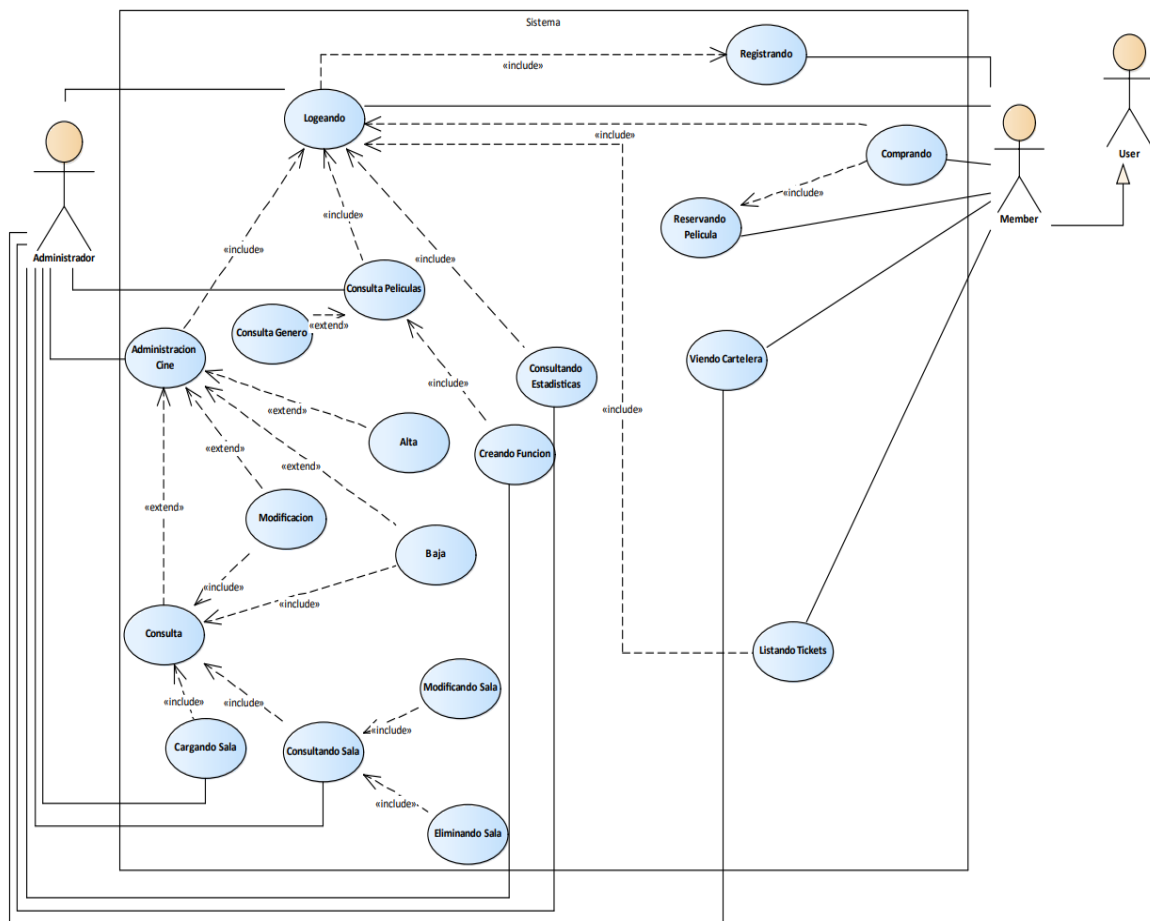 Sistema
Registrando
«include»
Logeando
«include»
Comprando
User
«include»
Reservando
Pelicula
Member
«include»
Administrador
«include»
«include»
Consulta Peliculas
Consulta Genero
«extend»
Administracion
Cine
Viendo Cartelera
Consultando
Estadisticas
«include»
«include»
«extend»
Alta
Creando Funcion
«extend»
«extend»
Modificacion
Baja
«include»
«include»
Consulta
Listando Tickets
Modificando Sala
«include»
«include»
«include»
Cargando Sala
Consultando Sala
«include»
Eliminando Sala